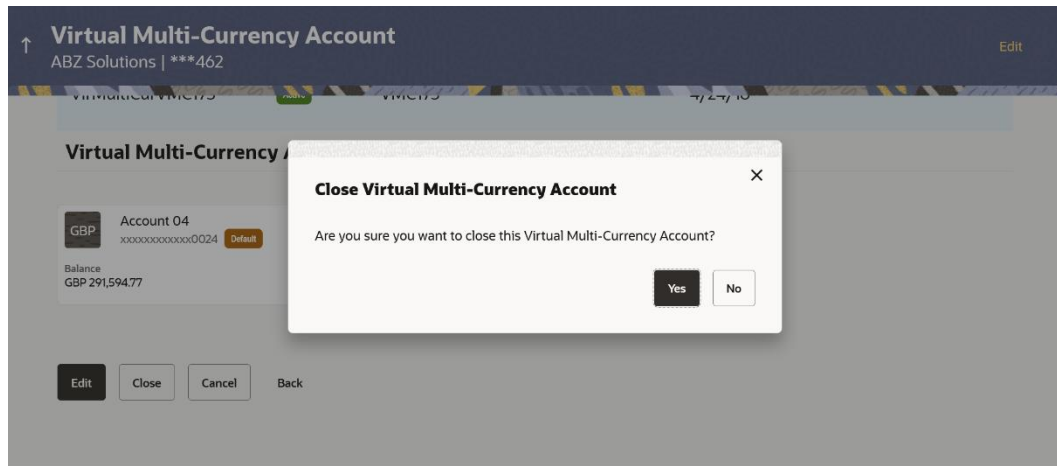 Virtual Multi-Currency Account
ABZ Solutions | ***462
Edit
Virtual Multi-Currency
Close Virtual Multi-Currency Account
Are you sure you want to close this Virtual Multi-Currency Account?
Yes
No
GBP
Account 04
xxxxxxxxxxxx0024
Default
Balance
GBP 291,594.77
Edit
Close
Cancel
Back